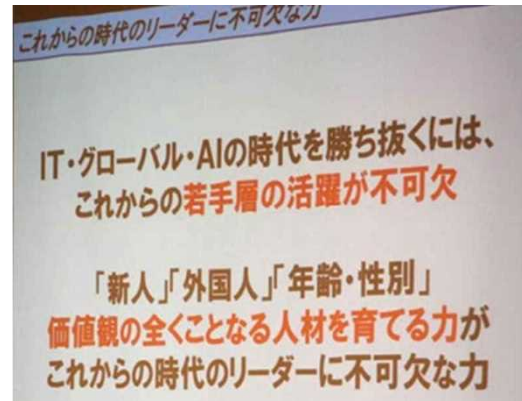 これからの時代のリーダーに不可欠な力
IT・グローバル・AIの時代を勝ち抜くには、
これからの若手層の活躍が不可欠
「新人」「外国人」「年齢・性別」
価値観の全くことなる人材を育てる力が
これからの時代のリーダーに不可欠な力